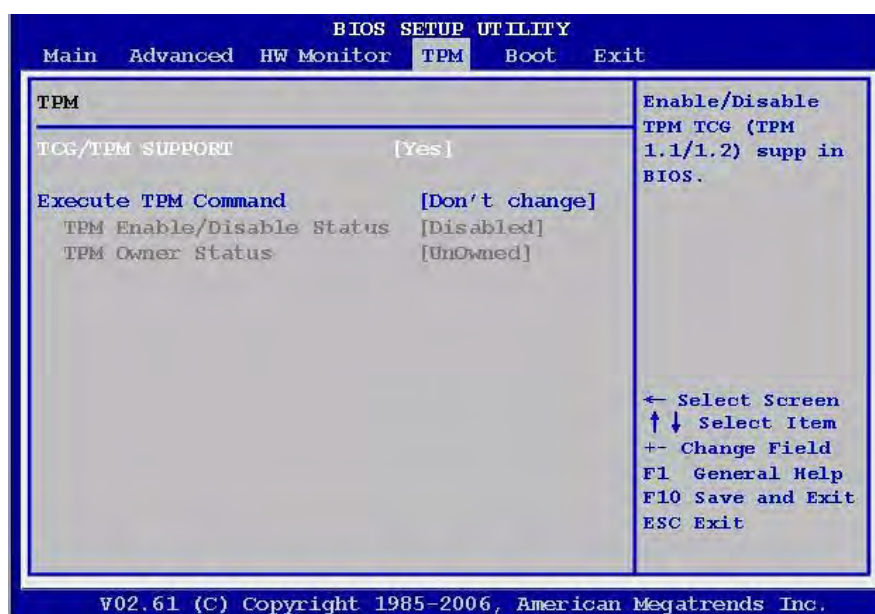 BIOS SETUP UTILITY
Main Advanced HW Monitor TPM Boot Exit
TPM
TCG/TPM SUPPORT [Yes]
Execute TPM Command [Don't change]
TPM Enable/Disable Status [Disabled]
TPM Owner Status [UnOwned]
Enable/Disable
TPM TCG (TPM
1.1/1.2) supp in
BIOS.
← Select Screen
↑↓ Select Item
+- Change Field
F1 General Help
F10 Save and Exit
ESC Exit
V02.61 (C) Copyright 1985-2006, American Megatrends Inc.